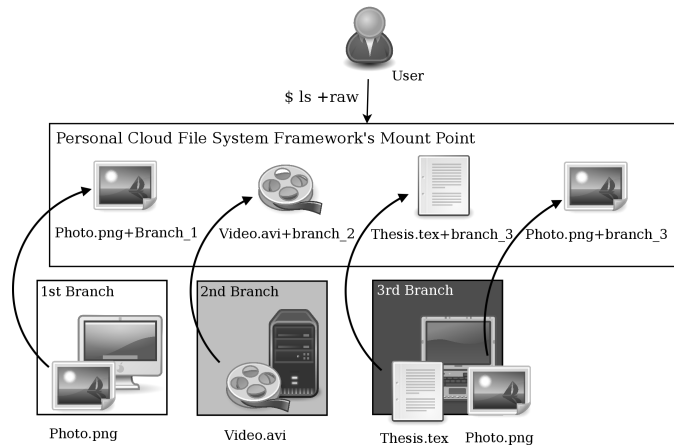 User
$ ls +raw
Personal Cloud File System Framework's Mount Point
Photo.png+Branch_1
Video.avi+branch_2
Thesis.tex+branch_3
Photo.png+branch_3
1st Branch
2nd Branch
3rd Branch
Photo.png
Video.avi
Thesis.tex
Photo.png